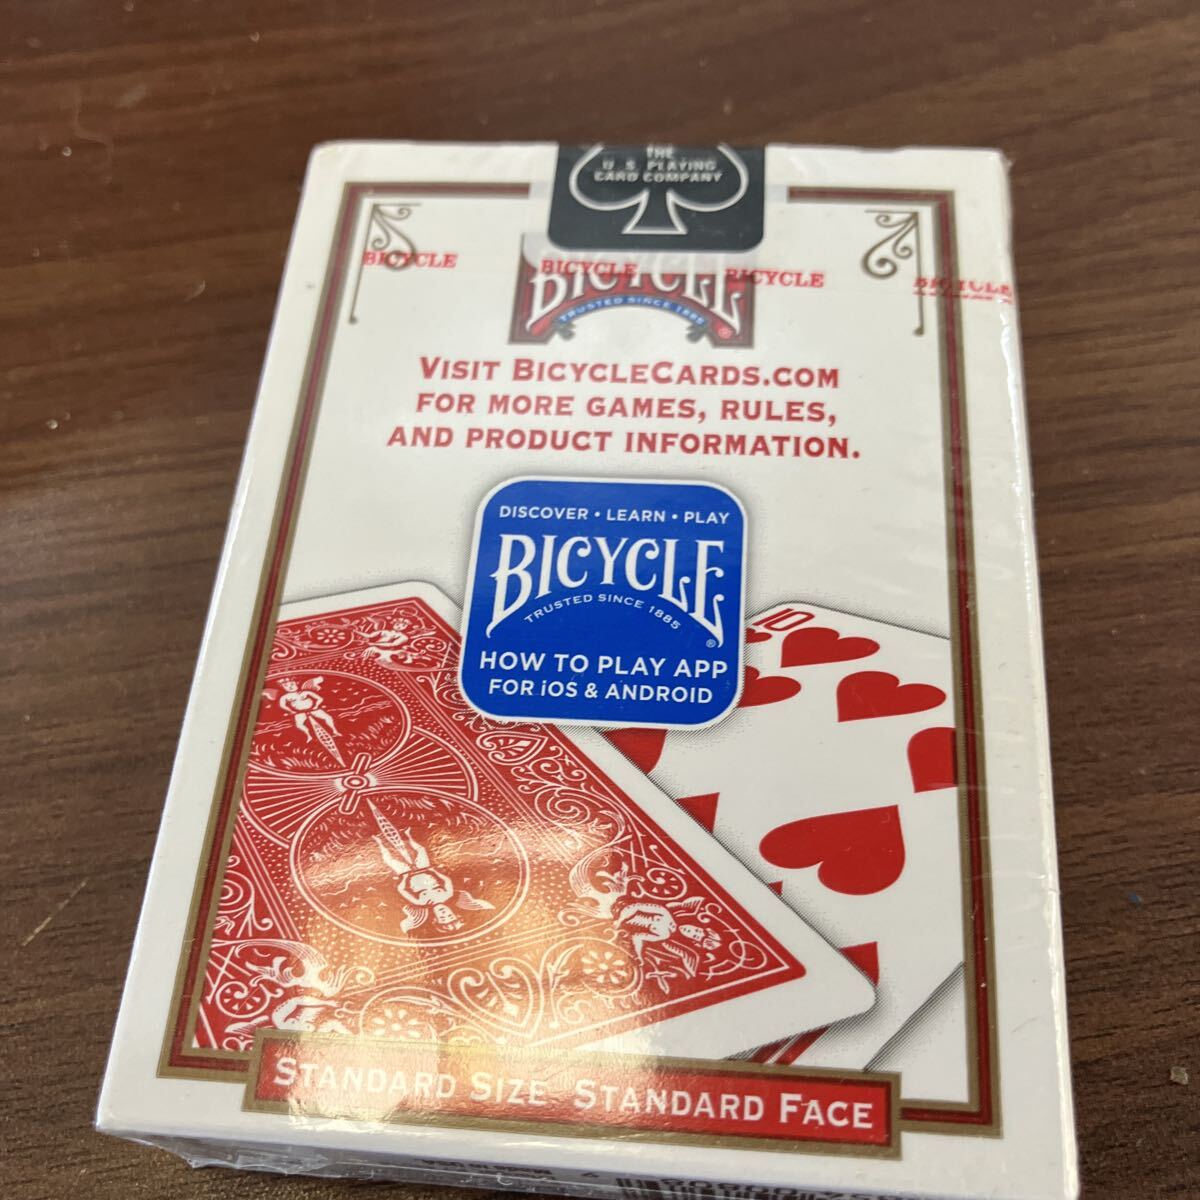 THE
U.S. PLAYING
CARD COMPANY
BICYCLE BICYCLE BICYCLE BICYCLE
BICYCLE
TRUSTED SINCE 1885
®
VISIT BICYCLECARDS.COM
FOR MORE GAMES, RULES,
AND PRODUCT INFORMATION.
DISCOVER • LEARN • PLAY
BICYCLE
®
TRUSTED SINCE 1885
HOW TO PLAY APP
FOR iOS & ANDROID
10
STANDARD SIZE STANDARD FACE